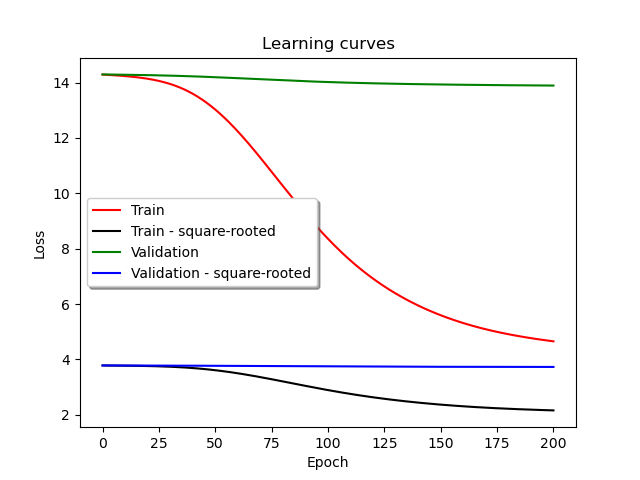 Learning curves
14
12
10
8
6
4
2
Loss
Train
Train - square-rooted
Validation
Validation - square-rooted
0 25 50 75 100 125 150 175 200
Epoch